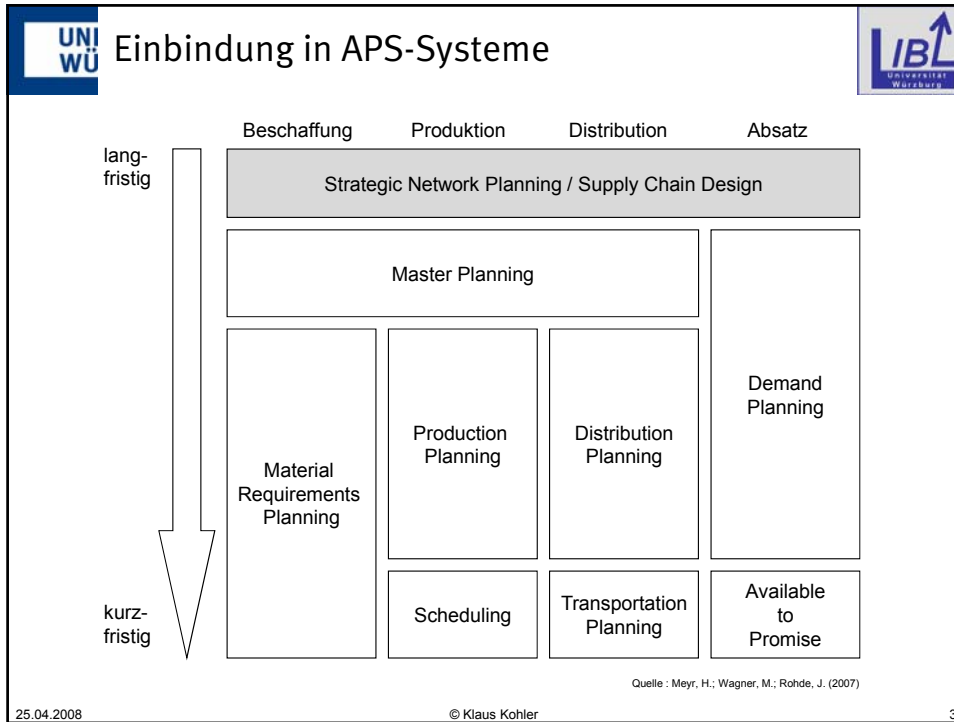 UNI
WÜ
Einbindung in APS-Systeme
IBL
Universität
Würzburg
Beschaffung Produktion Distribution Absatz
lang-
fristig
Strategic Network Planning / Supply Chain Design
Master Planning
Demand
Planning
Production
Planning
Distribution
Planning
Material
Requirements
Planning
kurz-
fristig
Scheduling
Transportation
Planning
Available
to
Promise
Quelle : Meyr, H.; Wagner, M.; Rohde, J. (2007)
25.04.2008 © Klaus Kohler 3